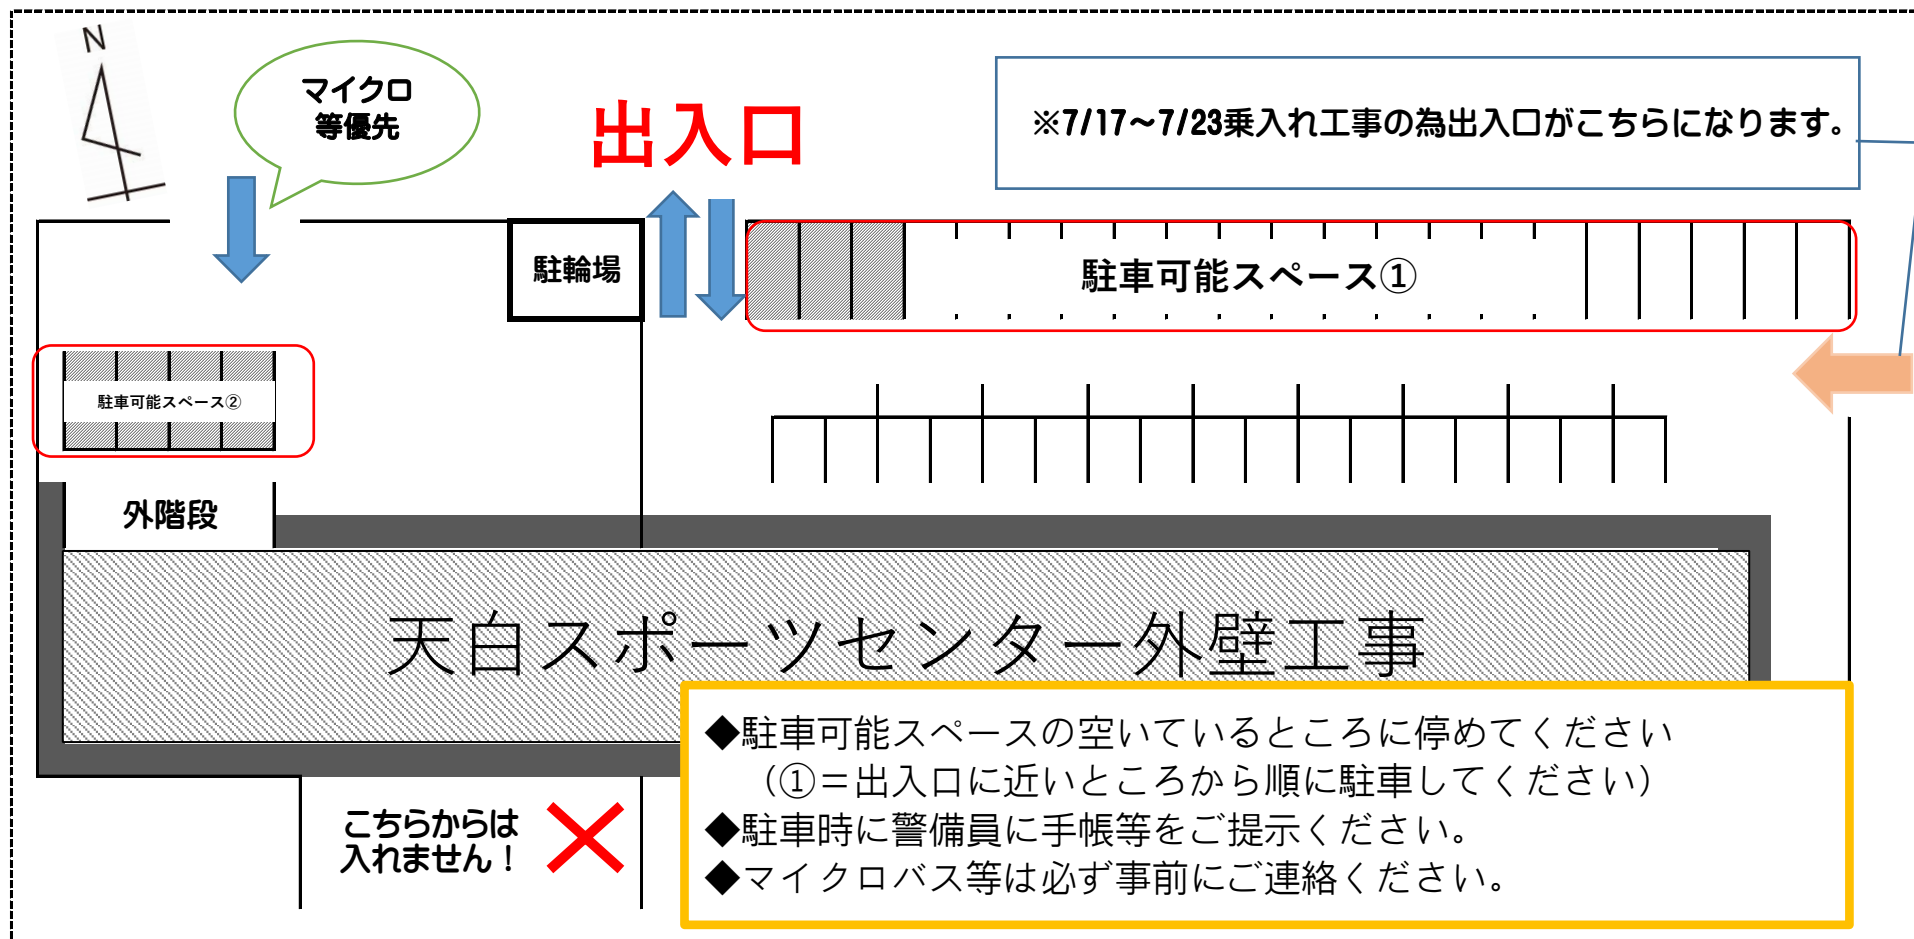 N
マイクロ
等優先
出入口
※7/17～7/23乗入れ工事の為出入口がこちらになります。
駐輪場
駐車可能スペース①
駐車可能スペース②
外階段
天白スポーツセンター外壁工事
◆駐車可能スペースの空いているところに停めてください
（①＝出入口に近いところから順に駐車してください）
◆駐車時に警備員に手帳等をご提示ください。
◆マイクロバス等は必ず事前にご連絡ください。
こちらからは
入れません！